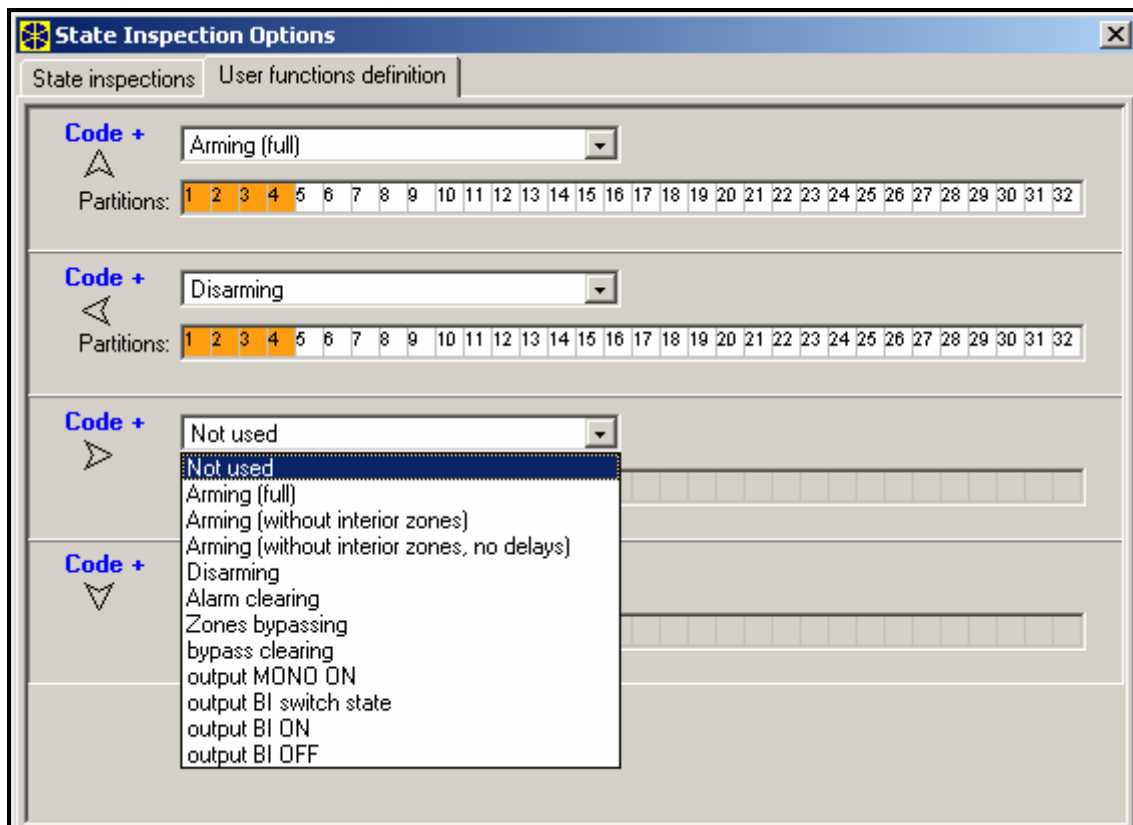 State Inspection Options
State inspections User functions definition
Code +
Arming (full)
Partitions: 1 2 3 4 5 6 7 8 9 10 11 12 13 14 15 16 17 18 19 20 21 22 23 24 25 26 27 28 29 30 31 32
Code +
Disarming
Partitions: 1 2 3 4 5 6 7 8 9 10 11 12 13 14 15 16 17 18 19 20 21 22 23 24 25 26 27 28 29 30 31 32
Code +
Not used
Not used
Arming (full)
Arming (without interior zones)
Arming (without interior zones, no delays)
Disarming
Alarm clearing
Zones bypassing
bypass clearing
output MONO ON
output BI switch state
output BI ON
output BI OFF
Code +